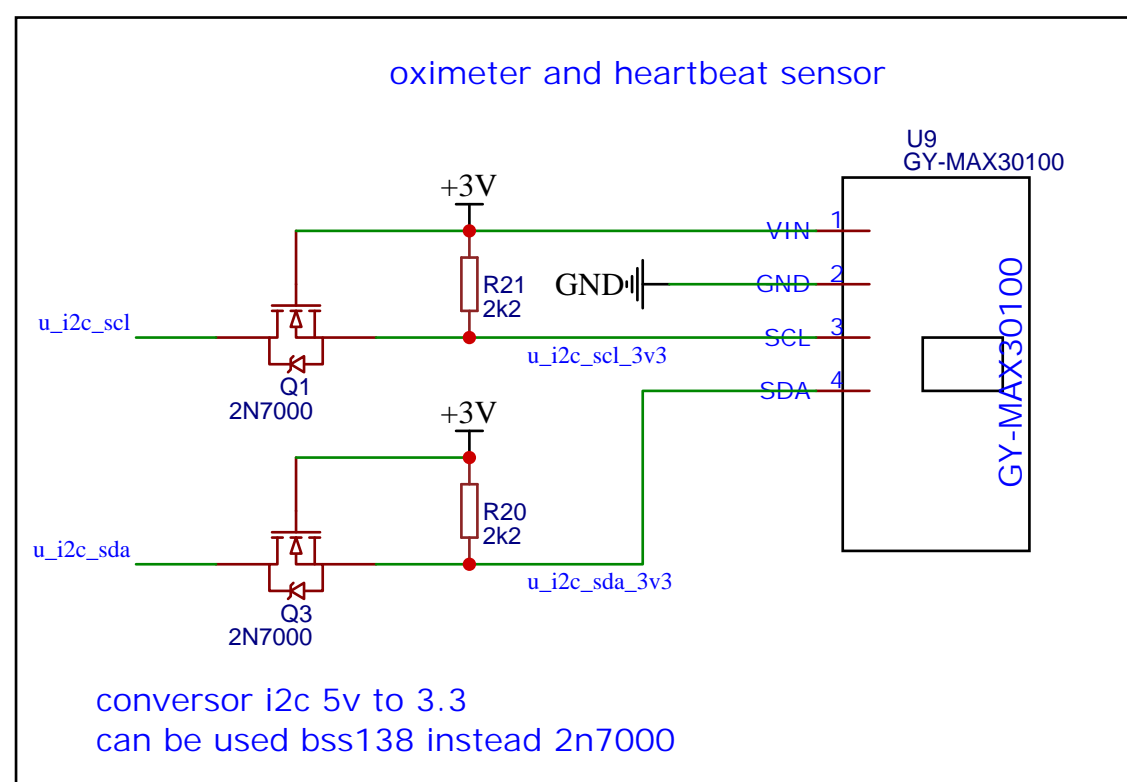 oximeter and heartbeat sensor
U9
GY-MAX30100
+3V
VIN 1
GND
GND 2
R21
2k2
u_i2c_scl
u_i2c_scl_3v3
SCL 3
SDA 4
GY-MAX30100
Q1
2N7000
+3V
R20
2k2
u_i2c_sda
u_i2c_sda_3v3
Q3
2N7000
conversor i2c 5v to 3.3
can be used bss138 instead 2n7000